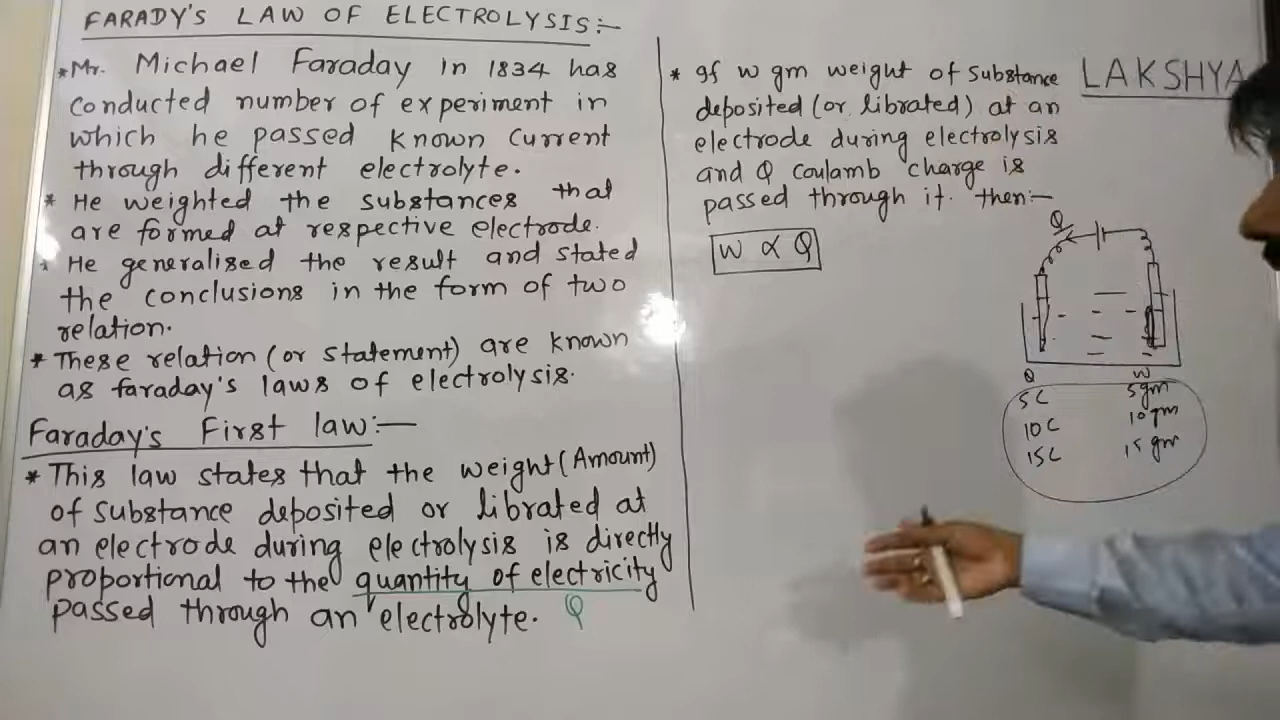 FARADY'S LAW OF ELECTROLYSIS:-
* Mr. Michael Faraday in 1834 has
conducted number of experiment in
which he passed known current
through different electrolyte.
* He weighted the substances that
are formed at respective electrode.
* He generalised the result and stated
the conclusions in the form of two
relation.
* These relation (or statement) are known
as faraday's laws of electrolysis.
Faraday's First law:-
* This law states that the weight (Amount)
of substance deposited or librated at
an electrode during electrolysis is directly
proportional to the quantity of electricity
passed through an electrolyte. Q
* If w gm weight of substance
deposited (or librated) at an
electrode during electrolysis
and Q coulamb charge is
passed through it. then:-
W ∝ Q
LAKSHYA
Q
Q W
5C 5gm
10C 10gm
15C 15gm